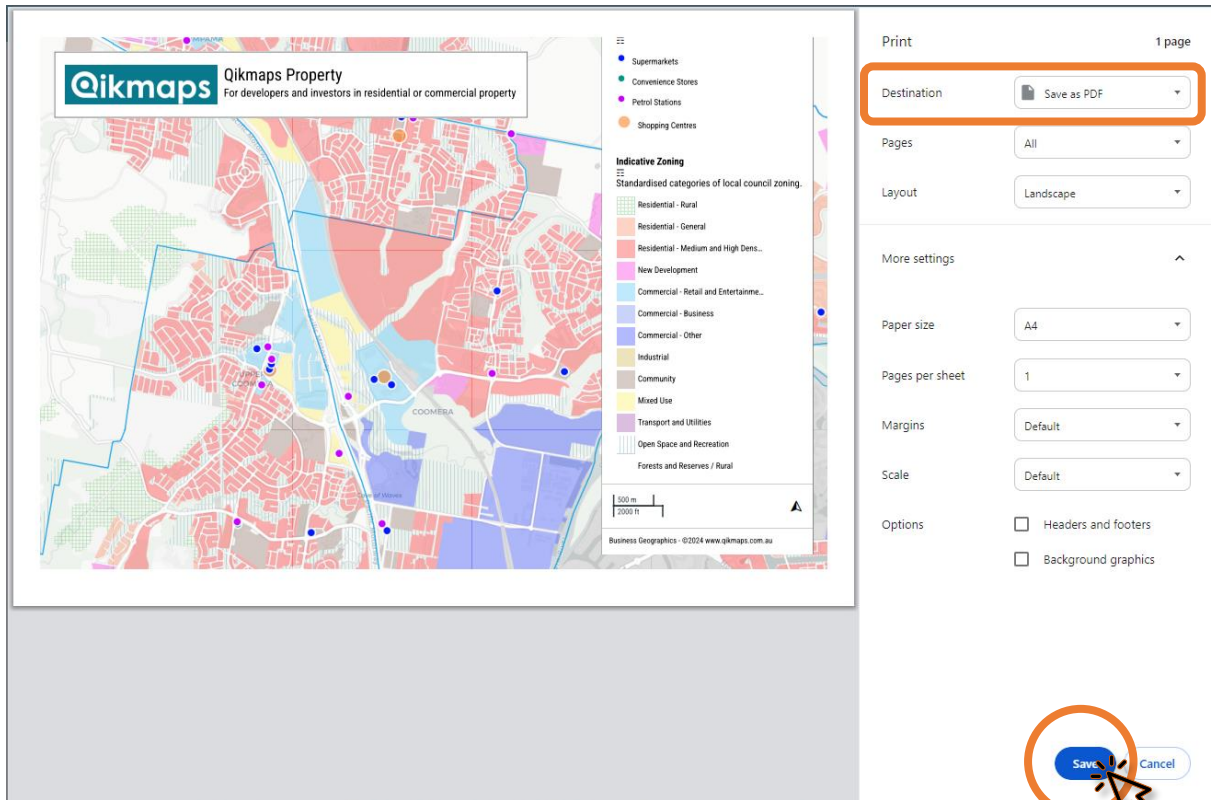 Qikmaps
Qikmaps Property
For developers and investors in residential or commercial property
UPPER
COOMERA
COOMERA
Supermarkets
Convenience Stores
Petrol Stations
Shopping Centres
Indicative Zoning
Standardised categories of local council zoning.
Residential - Rural
Residential - General
Residential - Medium and High Dens...
New Development
Commercial - Retail and Entertainme...
Commercial - Business
Commercial - Other
Industrial
Community
Mixed Use
Transport and Utilities
Open Space and Recreation
Forests and Reserves / Rural
500 m
2000 ft
Business Geographics - ©2024 www.qikmaps.com.au
Print 1 page
Destination Save as PDF
Pages All
Layout Landscape
More settings
Paper size A4
Pages per sheet 1
Margins Default
Scale Default
Options Headers and footers
Background graphics
Save Cancel